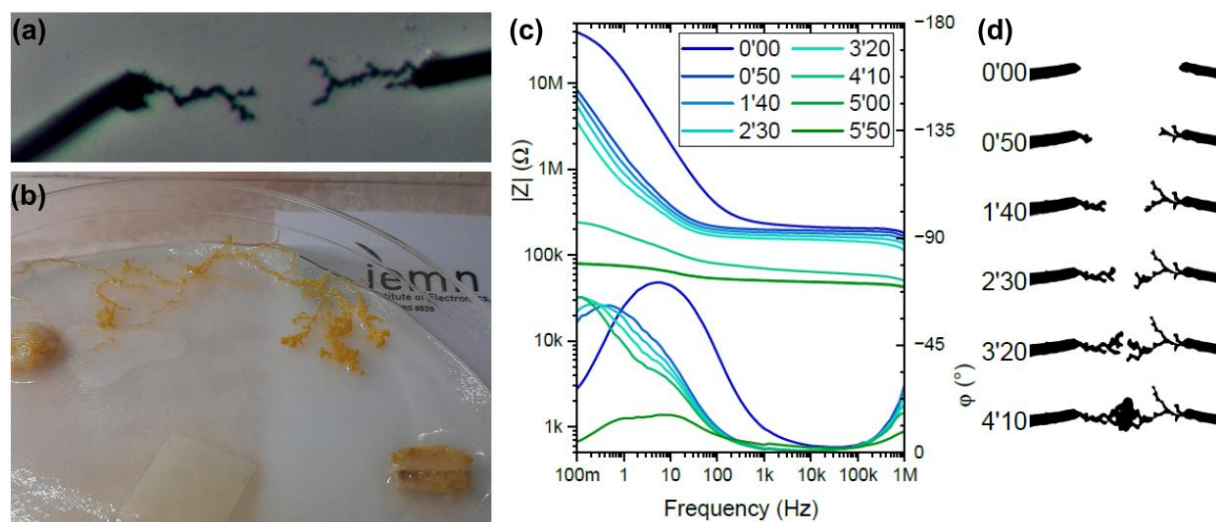 (a)
(b)
iemn
stitute of Electronics,
(c)
|Z| (Ω)
10M
1M
100k
10k
1k
100m
1
10
100
1k
10k
100k
1M
Frequency (Hz)
−180
−135
−90
−45
0
φ (°)
0'00
0'50
1'40
2'30
3'20
4'10
5'00
5'50
(d)
0'00
0'50
1'40
2'30
3'20
4'10